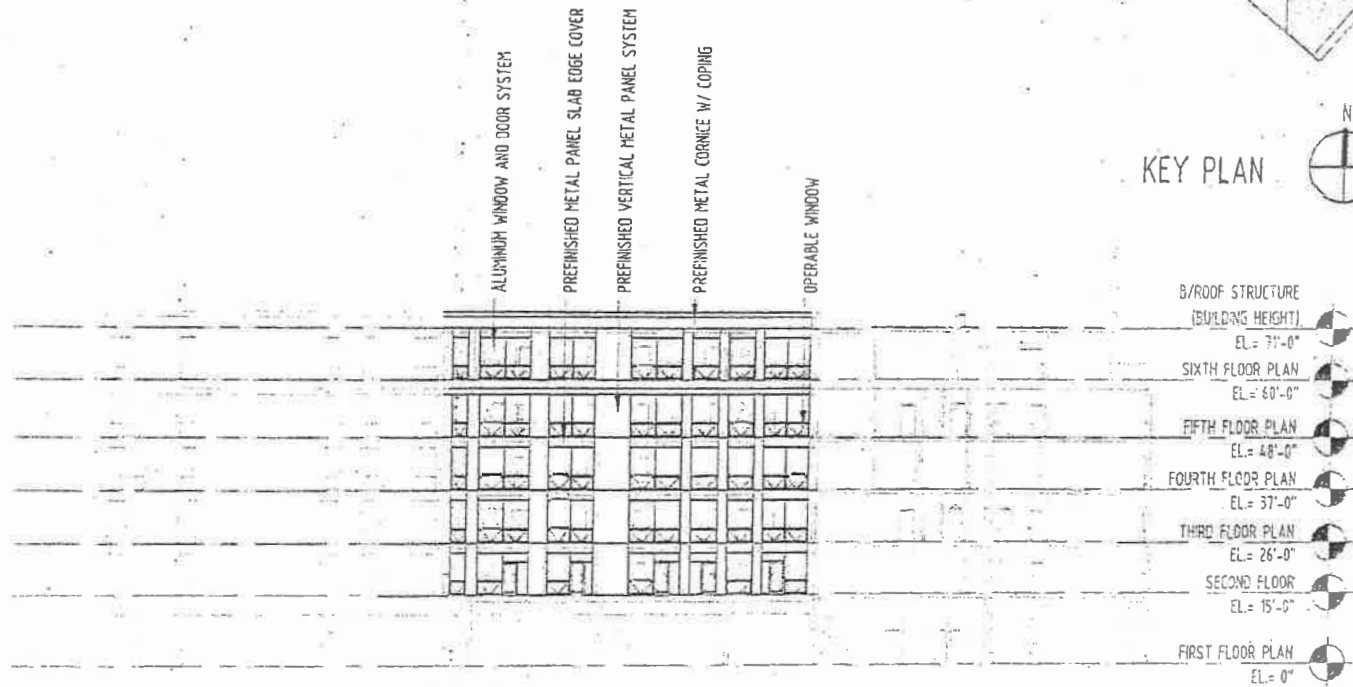 ALUMINUM WINDOW AND DOOR SYSTEM
PREFINISHED METAL PANEL SLAB EDGE COVER
PREFINISHED VERTICAL METAL PANEL SYSTEM
PREFINISHED METAL CORNICE W/ COPING
OPERABLE WINDOW
N
KEY PLAN
B/ROOF STRUCTURE
(BUILDING HEIGHT)
EL.= 71'-0"
SIXTH FLOOR PLAN
EL.= 60'-0"
FIFTH FLOOR PLAN
EL.= 48'-0"
FOURTH FLOOR PLAN
EL.= 37'-0"
THIRD FLOOR PLAN
EL.= 26'-0"
SECOND FLOOR
EL.= 15'-0"
FIRST FLOOR PLAN
EL.= 0"